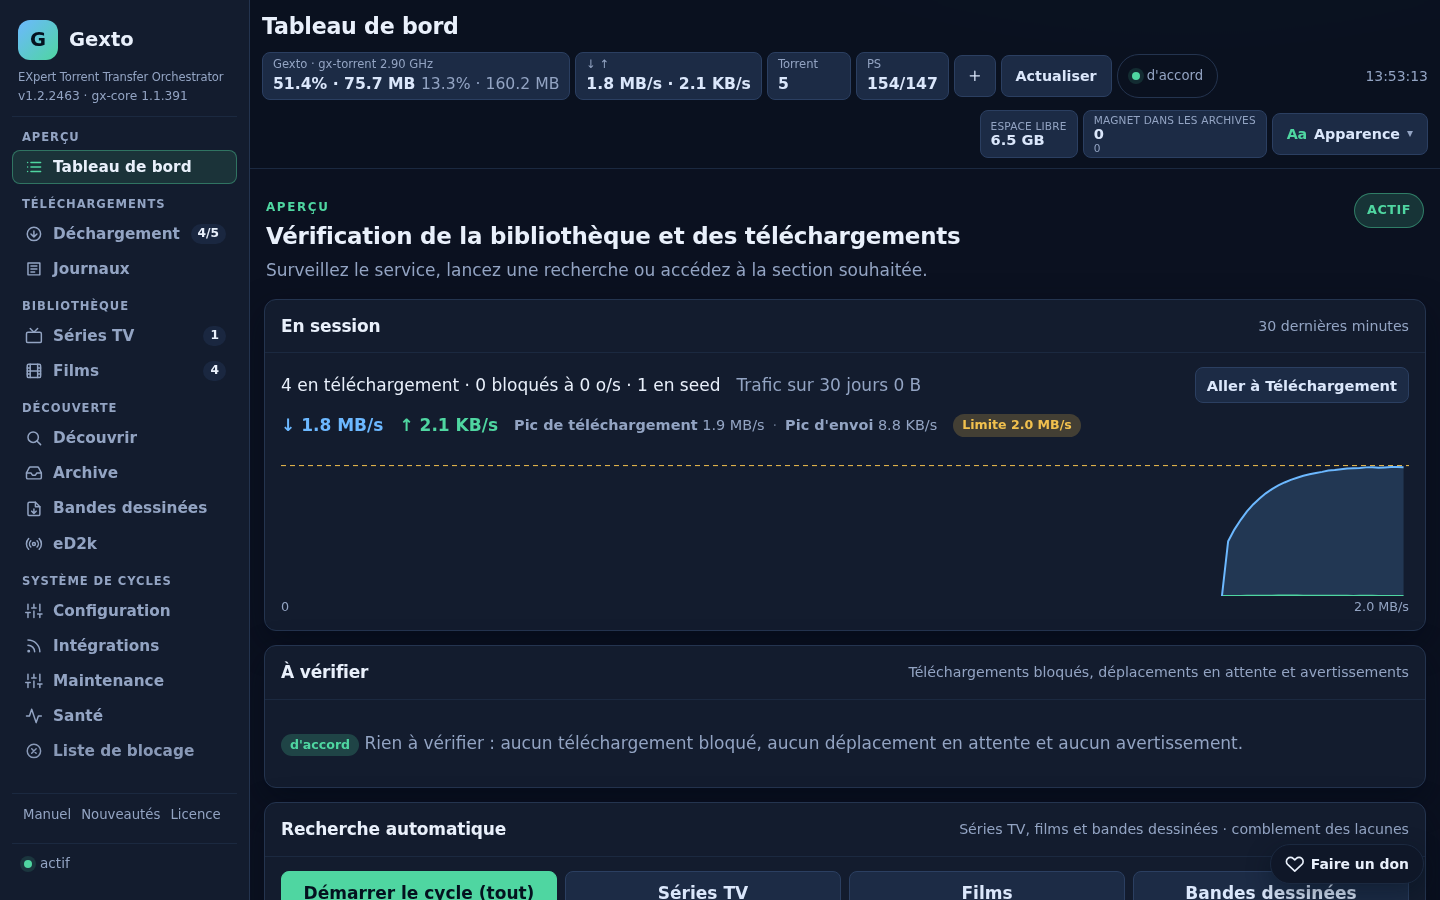 G Gexto
EXpert Torrent Transfer Orchestrator
v1.2.2463 · gx-core 1.1.391
APERÇU
Tableau de bord
TÉLÉCHARGEMENTS
Déchargement 4/5
Journaux
BIBLIOTHÈQUE
Séries TV 1
Films 4
DÉCOUVERTE
Découvrir
Archive
Bandes dessinées
eD2k
SYSTÈME DE CYCLES
Configuration
Intégrations
Maintenance
Santé
Liste de blocage
Manuel Nouveautés Licence
actif
Tableau de bord
Gexto · gx-torrent 2.90 GHz
51.4% · 75.7 MB 13.3% · 160.2 MB
↓ ↑
1.8 MB/s · 2.1 KB/s
Torrent
5
PS
154/147
+
Actualiser
d'accord
13:53:13
ESPACE LIBRE
6.5 GB
MAGNET DANS LES ARCHIVES
0
0
Aa Apparence ▾
APERÇU
ACTIF
Vérification de la bibliothèque et des téléchargements
Surveillez le service, lancez une recherche ou accédez à la section souhaitée.
En session
30 dernières minutes
4 en téléchargement · 0 bloqués à 0 o/s · 1 en seed Trafic sur 30 jours 0 B
Aller à Téléchargement
↓ 1.8 MB/s ↑ 2.1 KB/s Pic de téléchargement 1.9 MB/s · Pic d'envoi 8.8 KB/s Limite 2.0 MB/s
0
2.0 MB/s
À vérifier
Téléchargements bloqués, déplacements en attente et avertissements
d'accord Rien à vérifier : aucun téléchargement bloqué, aucun déplacement en attente et aucun avertissement.
Recherche automatique
Séries TV, films et bandes dessinées · comblement des lacunes
Faire un don
Démarrer le cycle (tout)
Séries TV
Films
Bandes dessinées